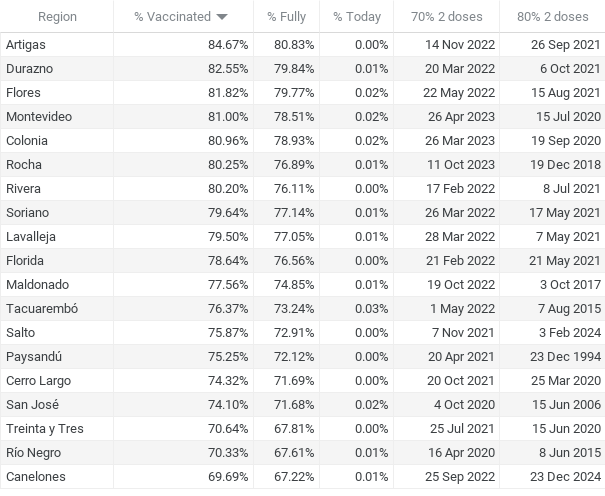 Region % Vaccinated % Fully % Today 70% 2 doses 80% 2 doses
Artigas 84.67% 80.83% 0.00% 14 Nov 2022 26 Sep 2021
Durazno 82.55% 79.84% 0.01% 20 Mar 2022 6 Oct 2021
Flores 81.82% 79.77% 0.02% 22 May 2022 15 Aug 2021
Montevideo 81.00% 78.51% 0.02% 26 Apr 2023 15 Jul 2020
Colonia 80.96% 78.93% 0.02% 26 Mar 2023 19 Sep 2020
Rocha 80.25% 76.89% 0.01% 11 Oct 2023 19 Dec 2018
Rivera 80.20% 76.11% 0.00% 17 Feb 2022 8 Jul 2021
Soriano 79.64% 77.14% 0.01% 26 Mar 2022 17 May 2021
Lavalleja 79.50% 77.05% 0.01% 28 Mar 2022 7 May 2021
Florida 78.64% 76.56% 0.00% 21 Feb 2022 21 May 2021
Maldonado 77.56% 74.85% 0.01% 19 Oct 2022 3 Oct 2017
Tacuarembó 76.37% 73.24% 0.03% 1 May 2022 7 Aug 2015
Salto 75.87% 72.91% 0.00% 7 Nov 2021 3 Feb 2024
Paysandú 75.25% 72.12% 0.00% 20 Apr 2021 23 Dec 1994
Cerro Largo 74.32% 71.69% 0.00% 20 Oct 2021 25 Mar 2020
San José 74.10% 71.68% 0.02% 4 Oct 2020 15 Jun 2006
Treinta y Tres 70.64% 67.81% 0.00% 25 Jul 2021 15 Jun 2020
Río Negro 70.33% 67.61% 0.01% 16 Apr 2020 8 Jun 2015
Canelones 69.69% 67.22% 0.01% 25 Sep 2022 23 Dec 2024